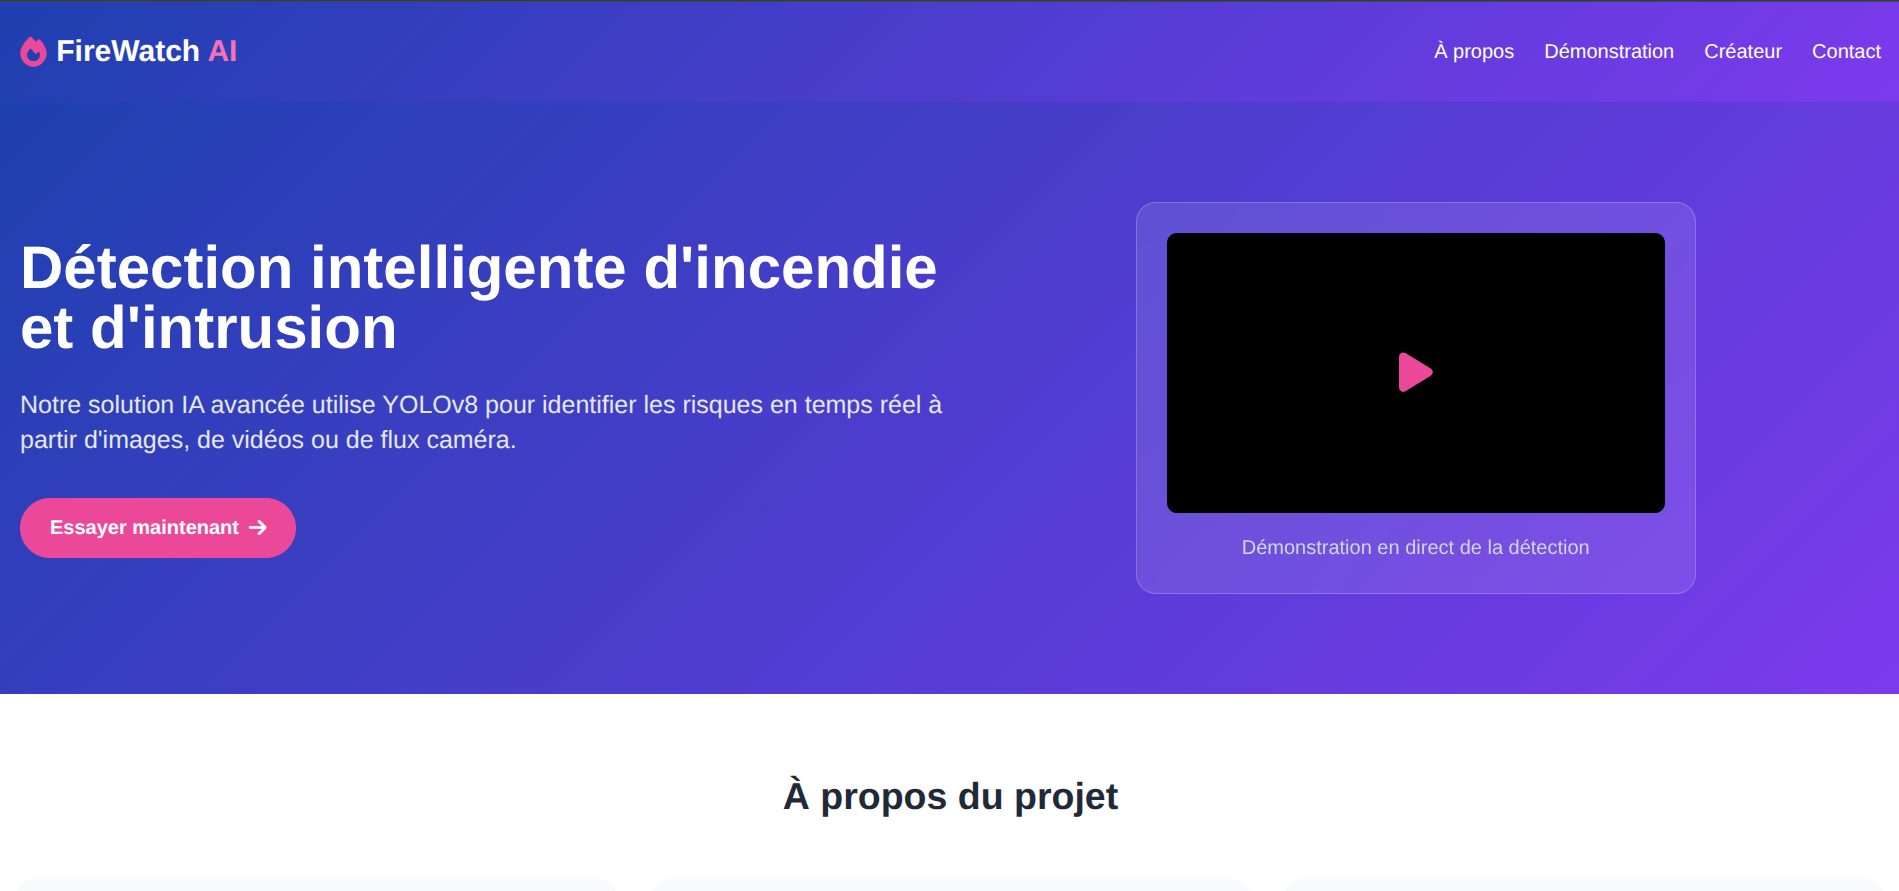 FireWatch AI
À propos
Démonstration
Créateur
Contact
Détection intelligente d'incendie
et d'intrusion
Notre solution IA avancée utilise YOLOv8 pour identifier les risques en temps réel à
partir d'images, de vidéos ou de flux caméra.
Essayer maintenant
Démonstration en direct de la détection
À propos du projet